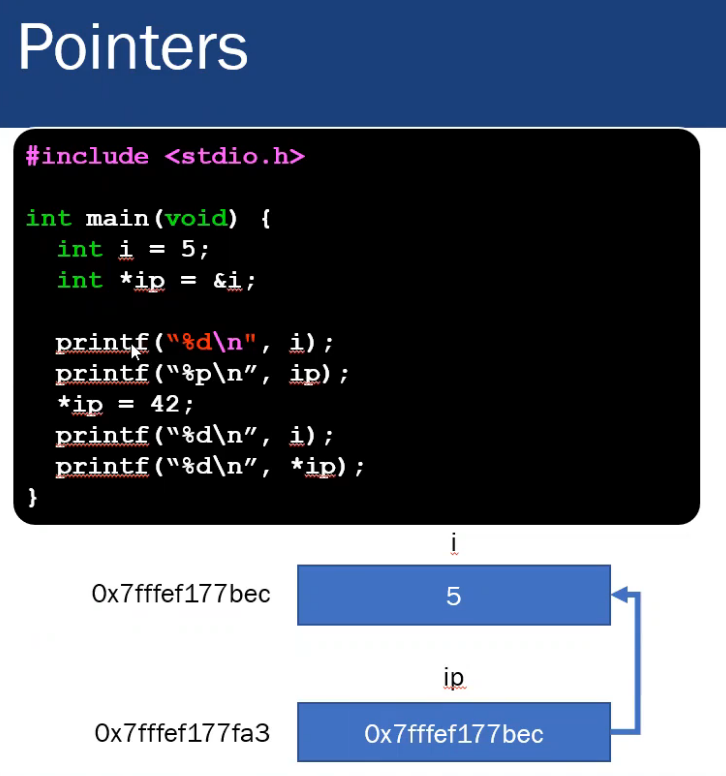 Pointers
#include <stdio.h>
int main(void) {
int i = 5;
int *ip = &i;
printf(“%d\n", i);
printf(“%p\n”, ip);
*ip = 42;
printf(“%d\n”, i);
printf(“%d\n”, *ip);
}
i
0x7fffef177bec
5
ip
0x7fffef177fa3
0x7fffef177bec